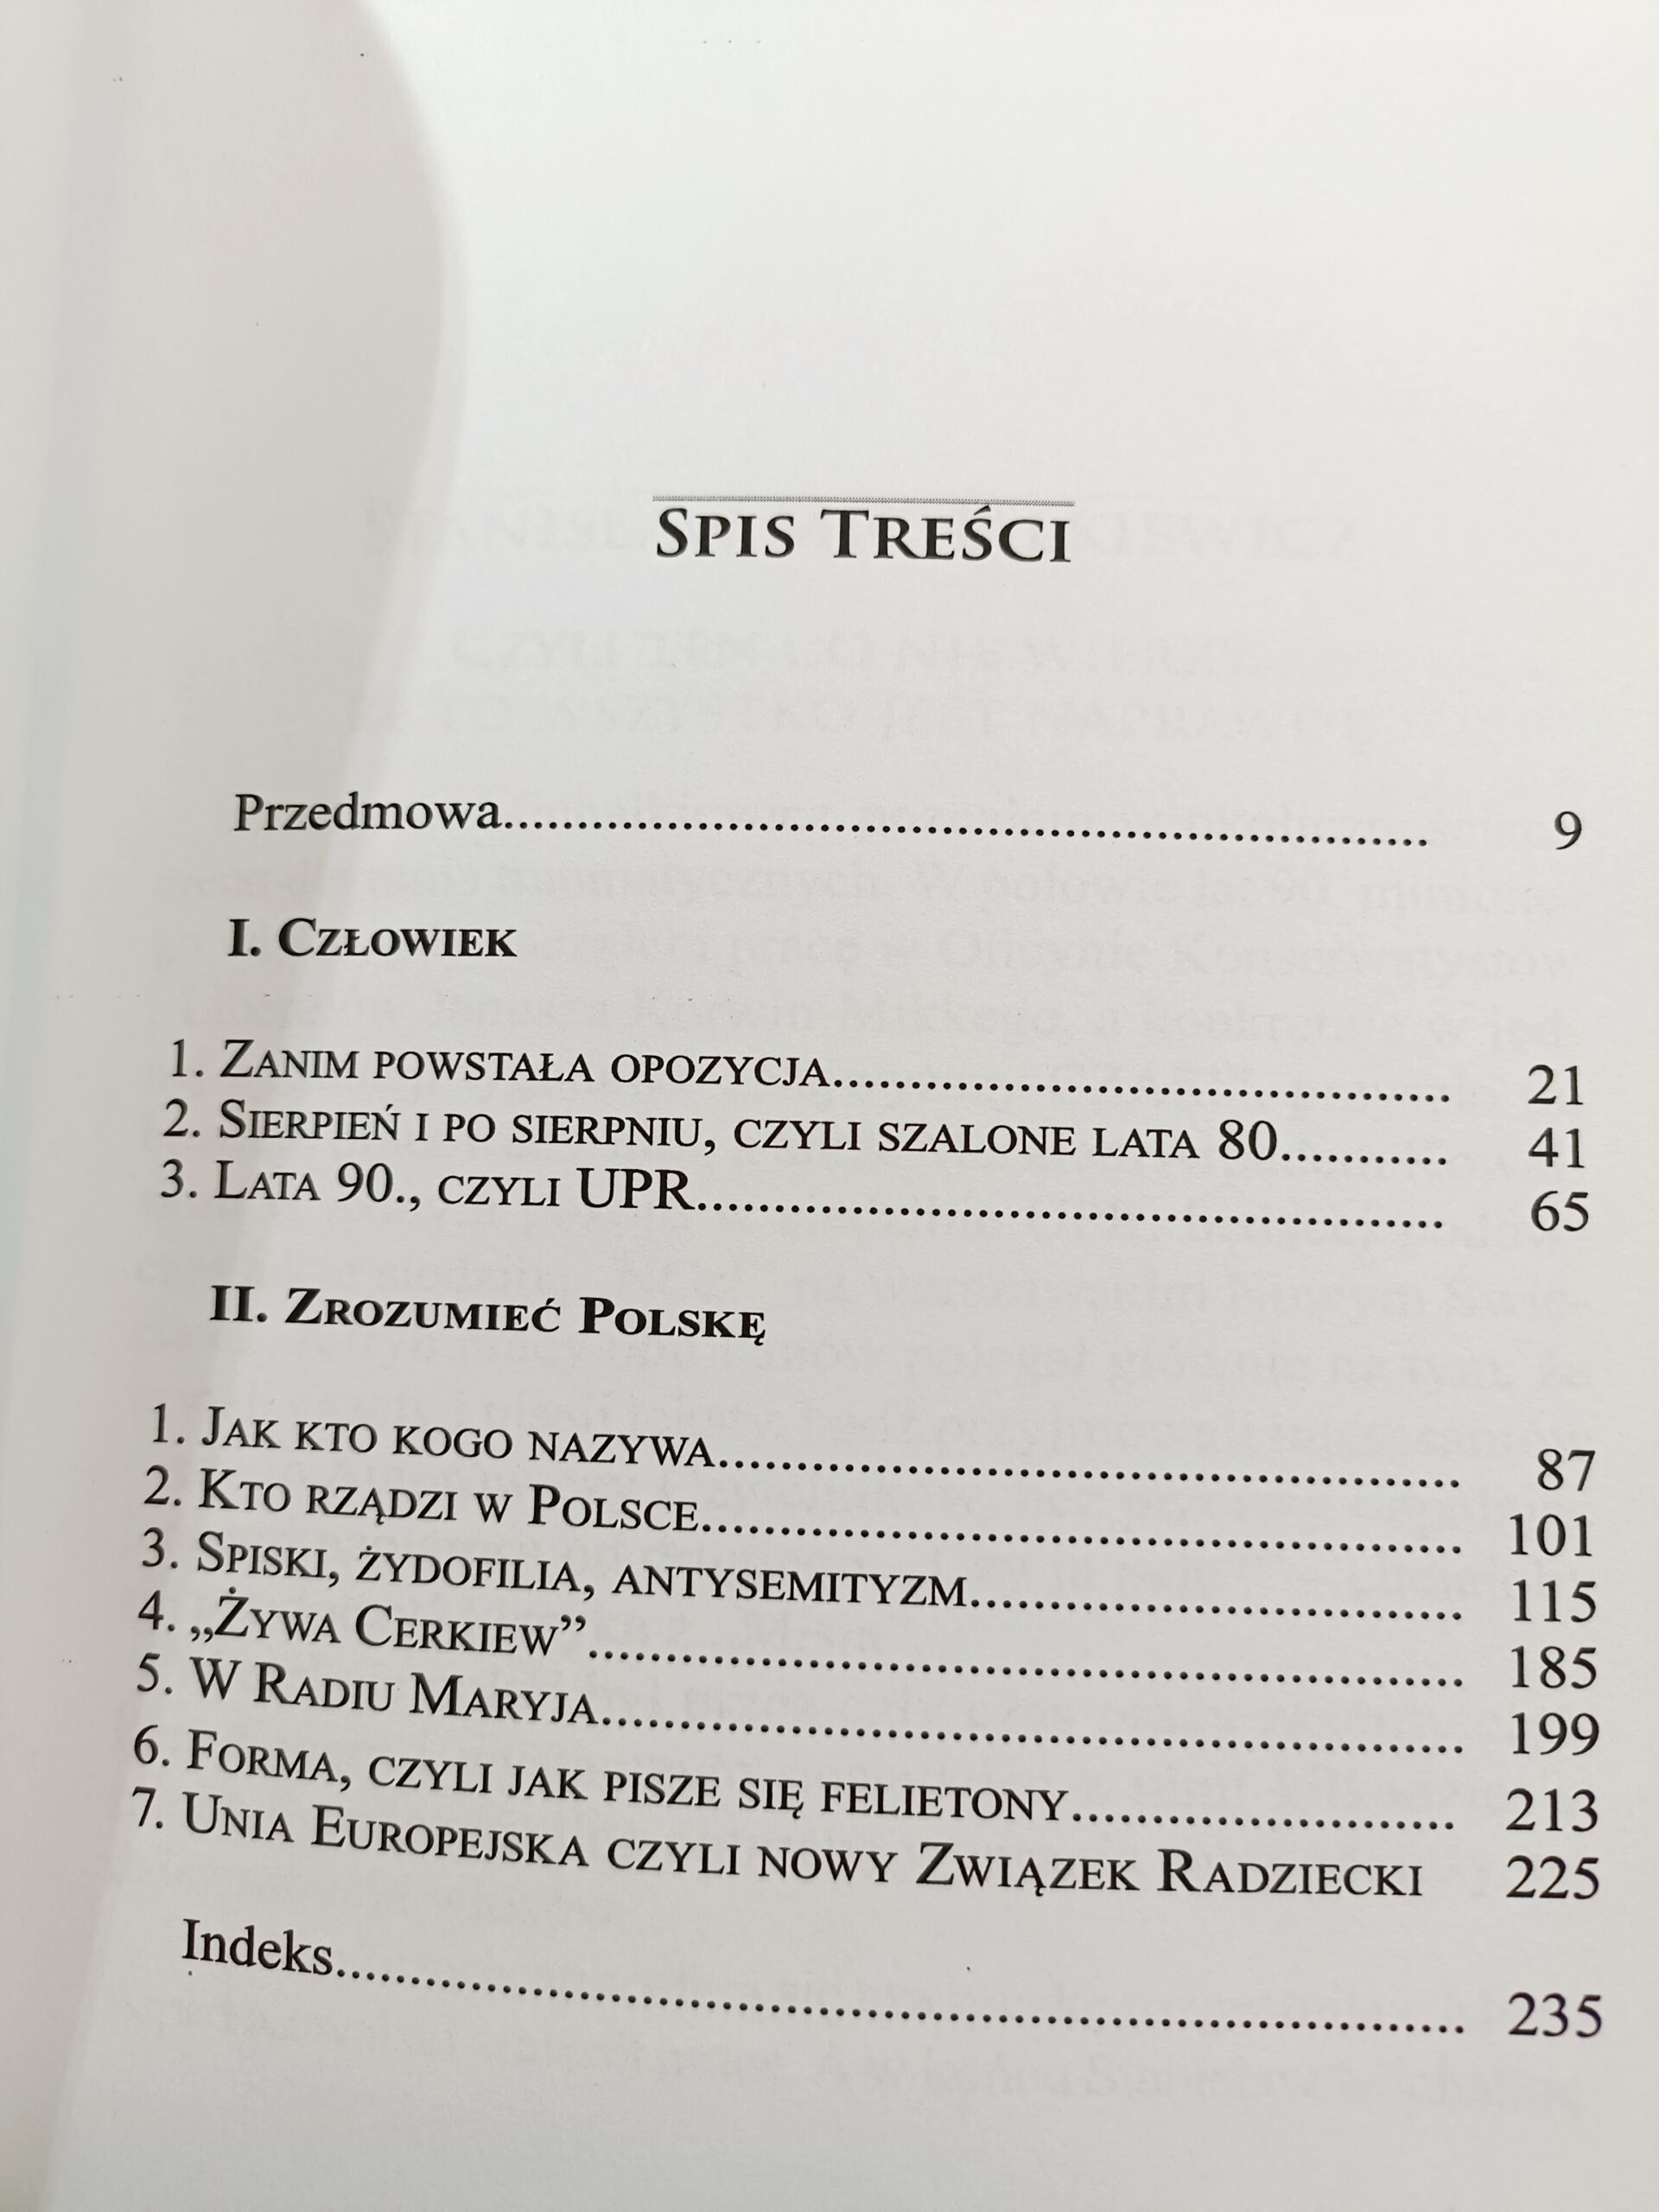 Spis Treści
Przedmowa.......... 9
I. Człowiek
1. Zanim powstała opozycja.......... 21
2. Sierpień i po sierpniu, czyli szalone lata 80.......... 41
3. Lata 90., czyli UPR.......... 65
II. Zrozumieć Polskę
1. Jak kto kogo nazywa.......... 87
2. Kto rządzi w Polsce.......... 101
3. Spiski, żydofilia, antysemityzm.......... 115
4. „Żywa Cerkiew”.......... 185
5. W Radiu Maryja.......... 199
6. Forma, czyli jak pisze się felietony.......... 213
7. Unia Europejska czyli nowy Związek Radziecki 225
Indeks.......... 235